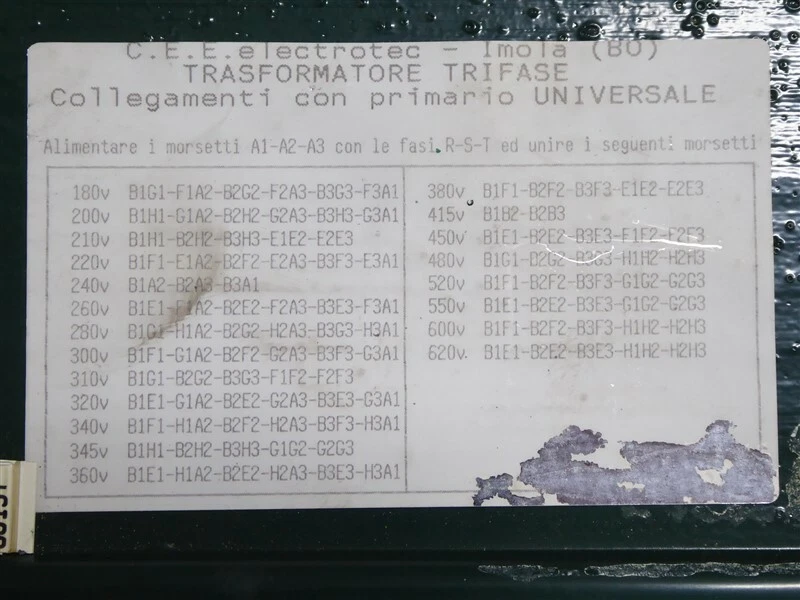 C.E.E.electrotec - Imola (BO)
TRASFORMATORE TRIFASE
Collegamenti con primario UNIVERSALE
Alimentare i morsetti A1-A2-A3 con le fasi R-S-T ed unire i seguenti morsetti
180v B1G1-F1A2-B2G2-F2A3-B3G3-F3A1
200v B1H1-G1A2-B2H2-G2A3-B3H3-G3A1
210v B1H1-B2H2-B3H3-E1E2-E2E3
220v B1F1-E1A2-B2F2-E2A3-B3F3-E3A1
240v B1A2-B2A3-B3A1
260v B1E1-F1A2-B2E2-F2A3-B3E3-F3A1
280v B1G1-H1A2-B2G2-H2A3-B3G3-H3A1
300v B1F1-G1A2-B2F2-G2A3-B3F3-G3A1
310v B1G1-B2G2-B3G3-F1F2-F2F3
320v B1E1-G1A2-B2E2-G2A3-B3E3-G3A1
340v B1F1-H1A2-B2F2-H2A3-B3F3-H3A1
345v B1H1-B2H2-B3H3-G1G2-G2G3
360v B1E1-H1A2-B2E2-H2A3-B3E3-H3A1
380v B1F1-B2F2-B3F3-E1E2-E2E3
415v B1B2-B2B3
450v B1E1-B2E2-B3E3-F1F2-F2F3
480v B1G1-B2G2-B3G3-H1H2-H2H3
520v B1F1-B2F2-B3F3-G1G2-G2G3
550v B1E1-B2E2-B3E3-G1G2-G2G3
600v B1F1-B2F2-B3F3-H1H2-H2H3
620v. B1E1-B2E2-B3E3-H1H2-H2H3